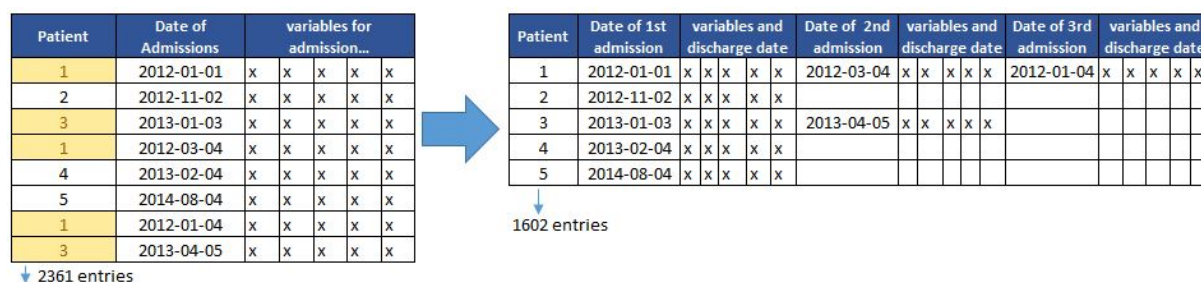 Patient Date of Admissions variables for admission...
1 2012-01-01 x x x x x
2 2012-11-02 x x x x x
3 2013-01-03 x x x x x
1 2012-03-04 x x x x x
4 2013-02-04 x x x x x
5 2014-08-04 x x x x x
1 2012-01-04 x x x x x
3 2013-04-05 x x x x x
2361 entries
Patient Date of 1st admission variables and discharge date Date of 2nd admission variables and discharge date Date of 3rd admission variables and discharge date
1 2012-01-01 x x x x x 2012-03-04 x x x x x 2012-01-04 x x x x x
2 2012-11-02 x x x x x
3 2013-01-03 x x x x x 2013-04-05 x x x x x
4 2013-02-04 x x x x x
5 2014-08-04 x x x x x
1602 entries